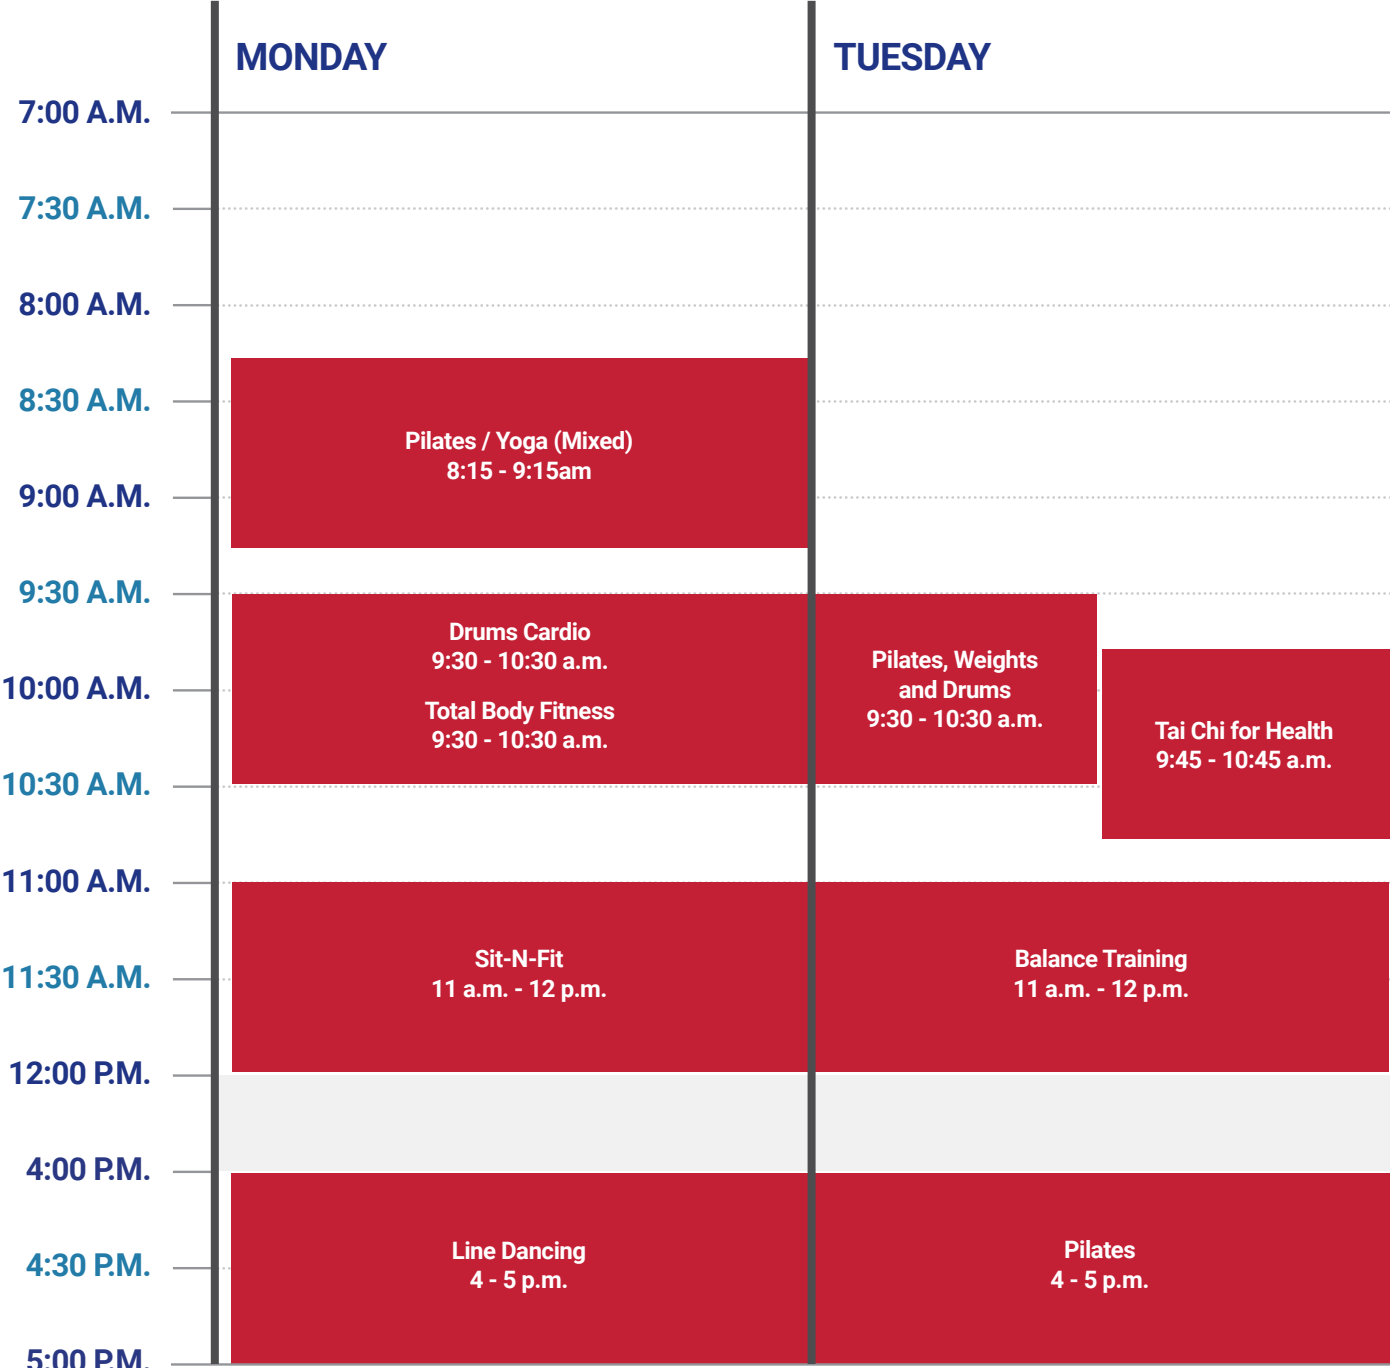 MONDAY
TUESDAY
7:00 A.M.
7:30 A.M.
8:00 A.M.
8:30 A.M.
Pilates / Yoga (Mixed)
8:15 - 9:15am
9:00 A.M.
9:30 A.M.
Drums Cardio
9:30 - 10:30 a.m.
Total Body Fitness
9:30 - 10:30 a.m.
Pilates, Weights
and Drums
9:30 - 10:30 a.m.
Tai Chi for Health
9:45 - 10:45 a.m.
10:00 A.M.
10:30 A.M.
11:00 A.M.
Sit-N-Fit
11 a.m. - 12 p.m.
Balance Training
11 a.m. - 12 p.m.
11:30 A.M.
12:00 P.M.
4:00 P.M.
Line Dancing
4 - 5 p.m.
Pilates
4 - 5 p.m.
4:30 P.M.
5:00 P.M.